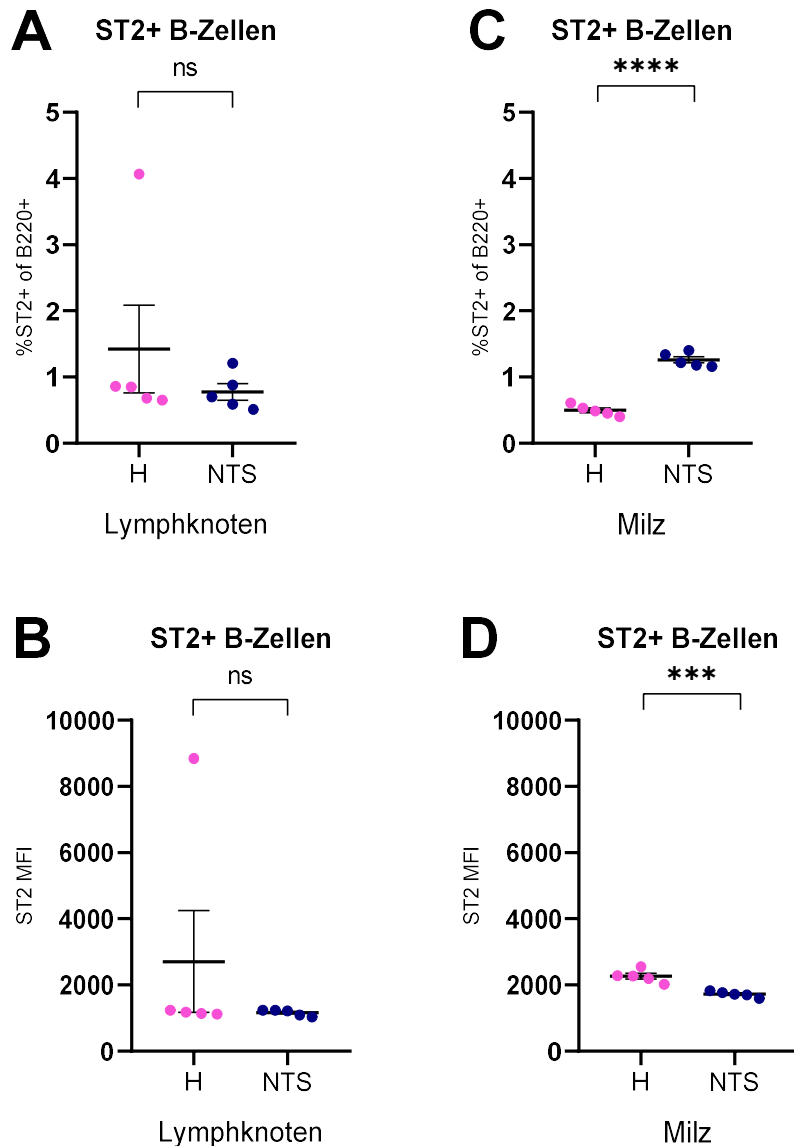 A
ST2+ B-Zellen
ns
%ST2+ of B220+
5
4
3
2
1
0
H NTS
Lymphknoten
C
ST2+ B-Zellen
****
%ST2+ of B220+
5
4
3
2
1
0
H NTS
Milz
B
ST2+ B-Zellen
ns
ST2 MFI
10000
8000
6000
4000
2000
0
H NTS
Lymphknoten
D
ST2+ B-Zellen
***
ST2 MFI
10000
8000
6000
4000
2000
0
H NTS
Milz